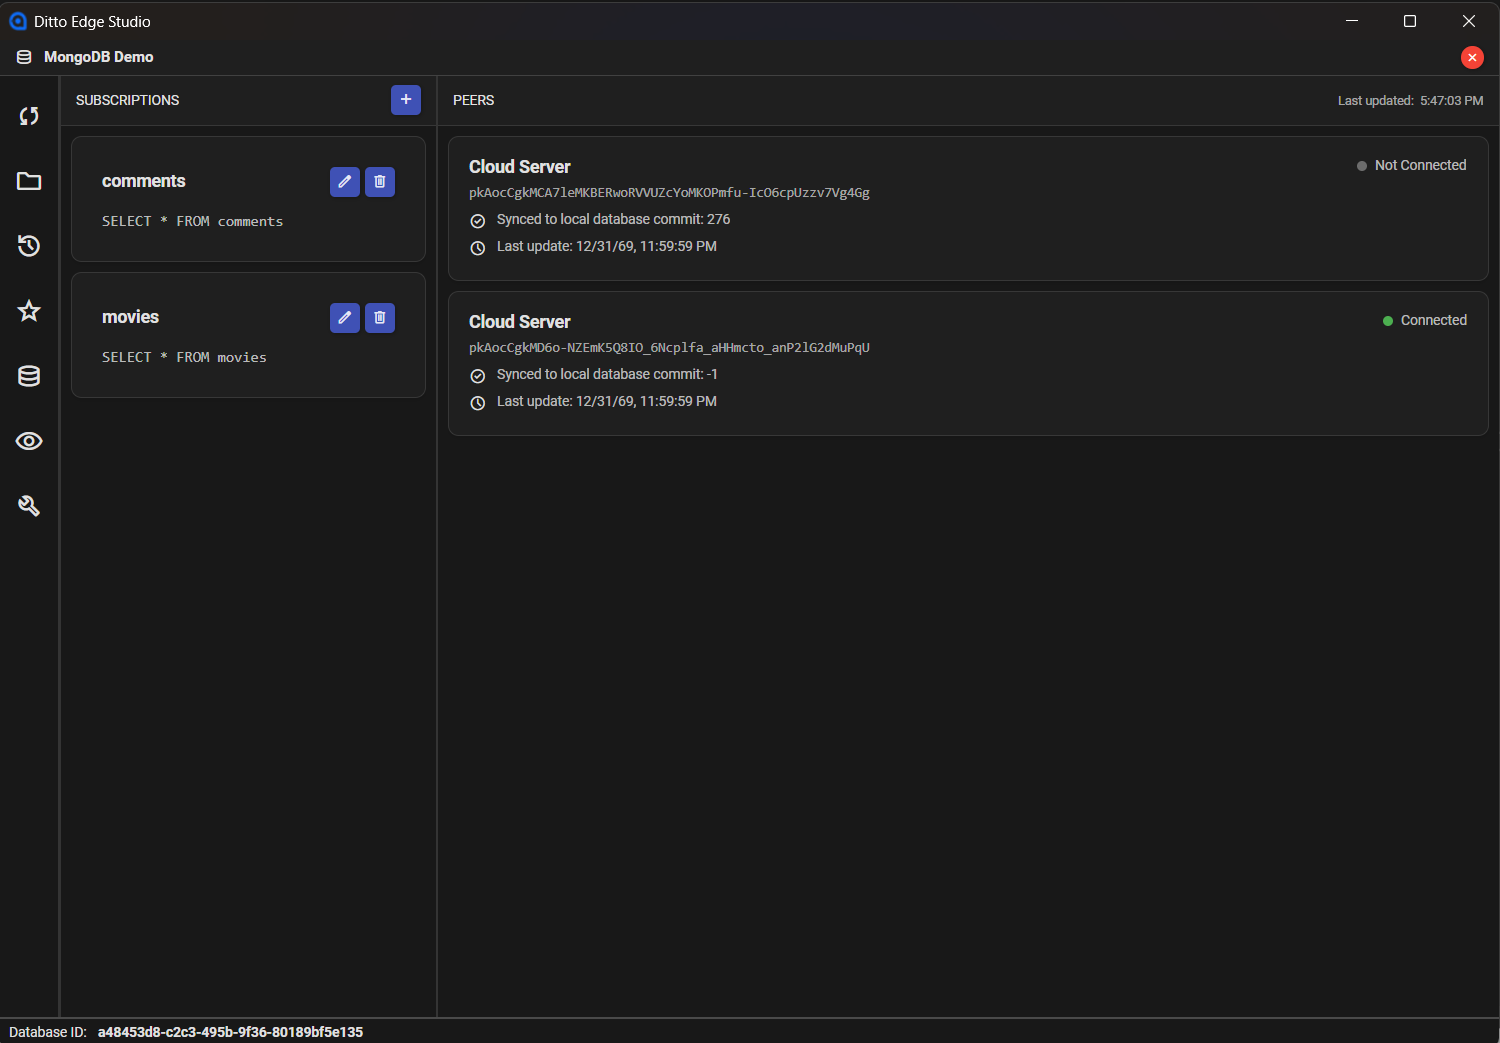 Ditto Edge Studio
MongoDB Demo
SUBSCRIPTIONS
comments
SELECT * FROM comments
movies
SELECT * FROM movies
PEERS
Last updated: 5:47:03 PM
Cloud Server
Not Connected
pkAocCgkMCA7leMKBERwoRVVUZcYoMKOPmfu-IcO6cpUzzv7Vg4Gg
Synced to local database commit: 276
Last update: 12/31/69, 11:59:59 PM
Cloud Server
Connected
pkAocCgkMD6o-NZEmK5Q8IO_6Ncplfa_aHHmcto_anP2lG2dMuPqU
Synced to local database commit: -1
Last update: 12/31/69, 11:59:59 PM
Database ID: a48453d8-c2c3-495b-9f36-80189bf5e135